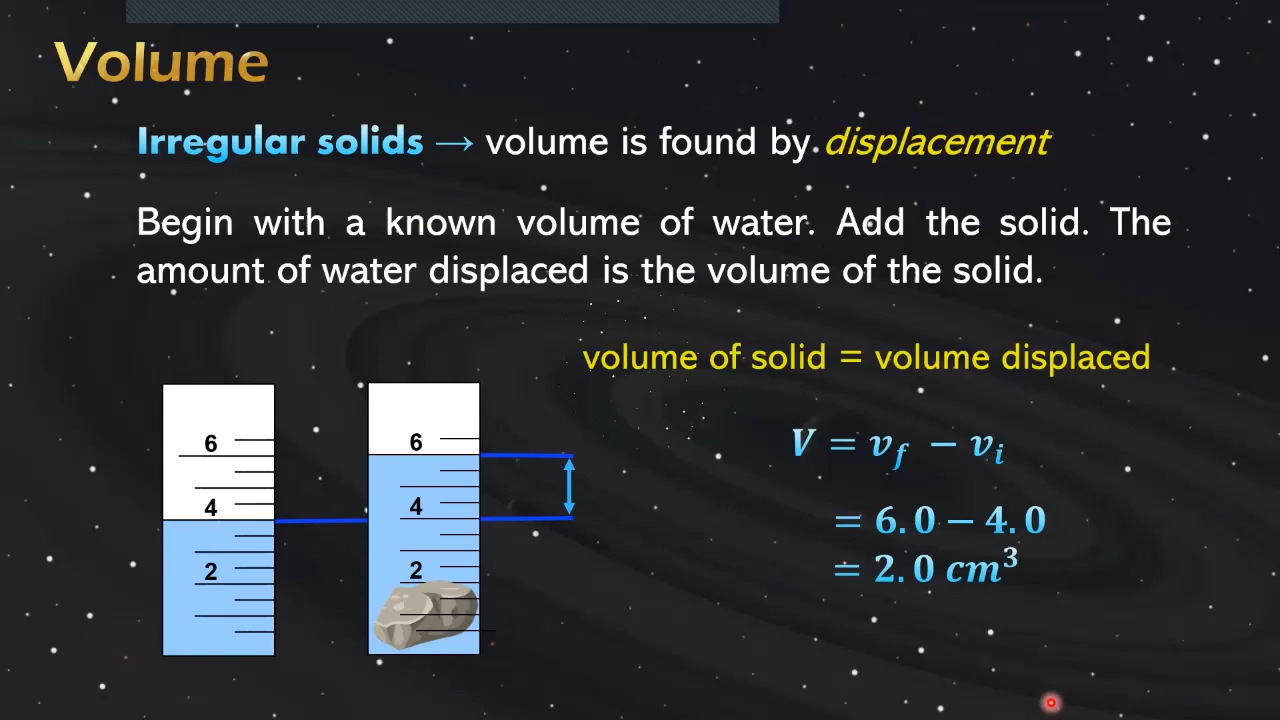 Volume
Irregular solids → volume is found by displacement
Begin with a known volume of water. Add the solid. The
amount of water displaced is the volume of the solid.
volume of solid = volume displaced
6
4
2
6
4
2
V = v_f − v_i
= 6.0 − 4.0
= 2.0 cm³